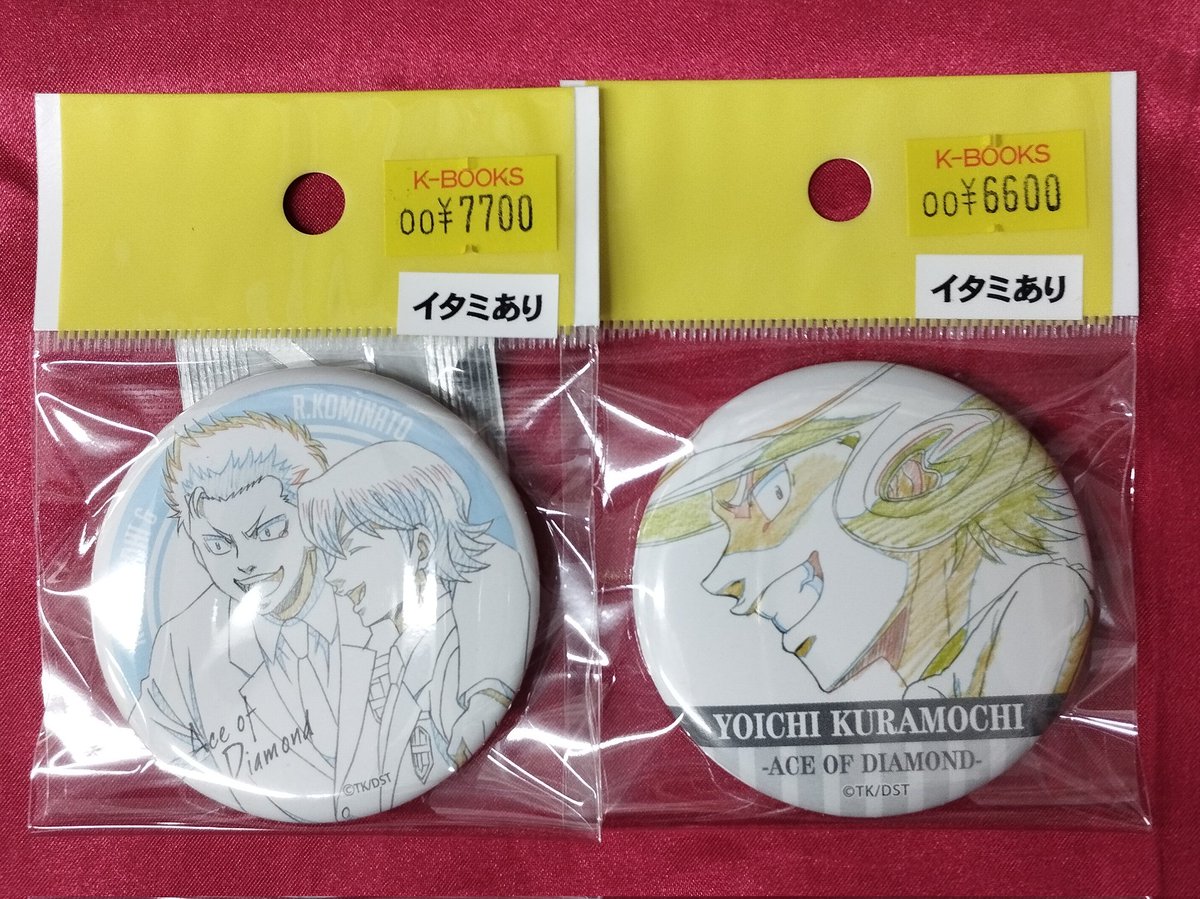 K-BOOKS
00¥7700
イタミあり
R.KOMINATO
Ace of
Diamond
©TK/DST
K-BOOKS
00¥6600
イタミあり
YOICHI KURAMOCHI
-ACE OF DIAMOND-
©TK/DST